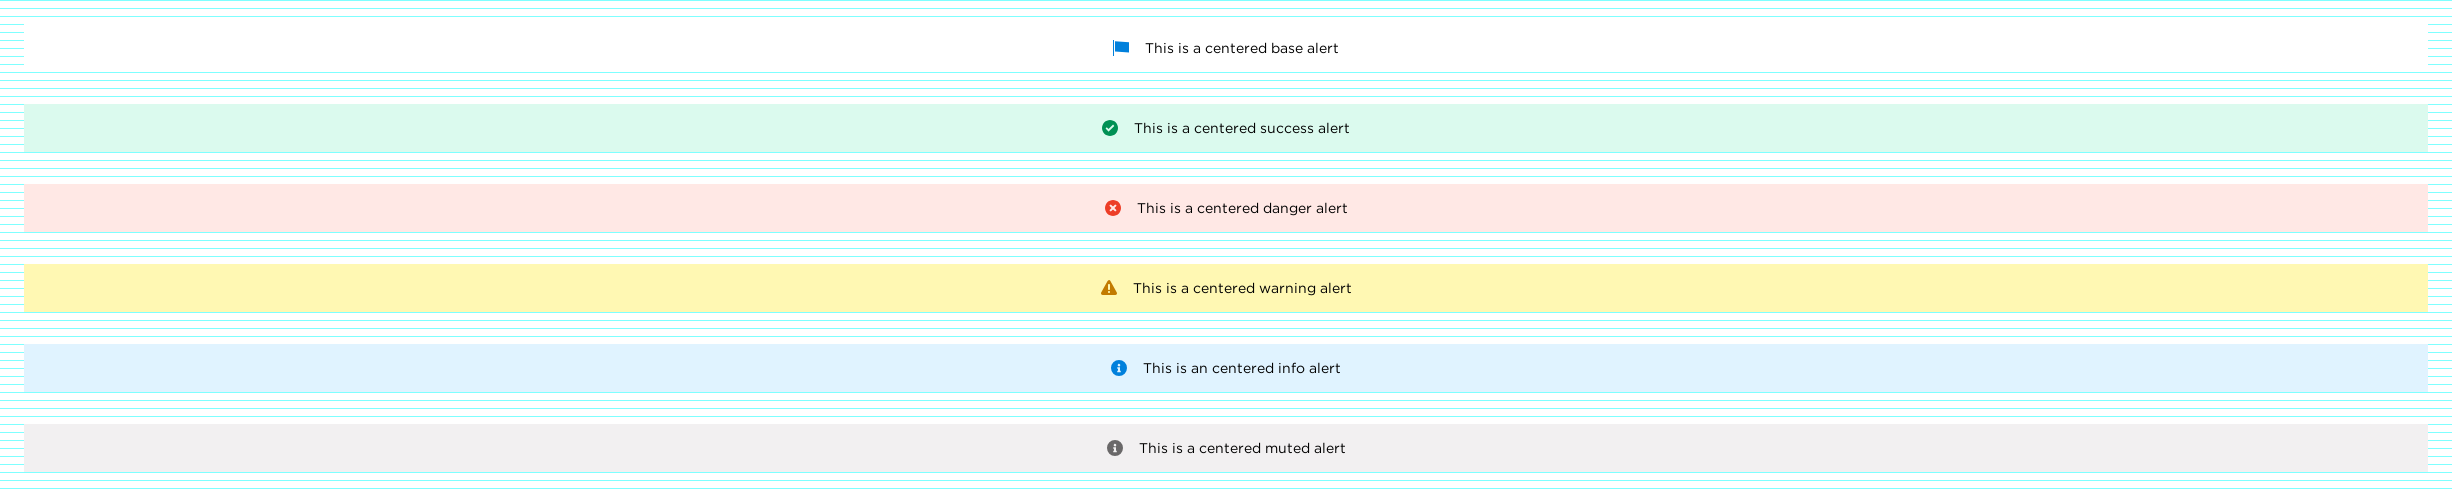 This is a centered base alert
This is a centered success alert
This is a centered danger alert
This is a centered warning alert
This is an centered info alert
This is a centered muted alert